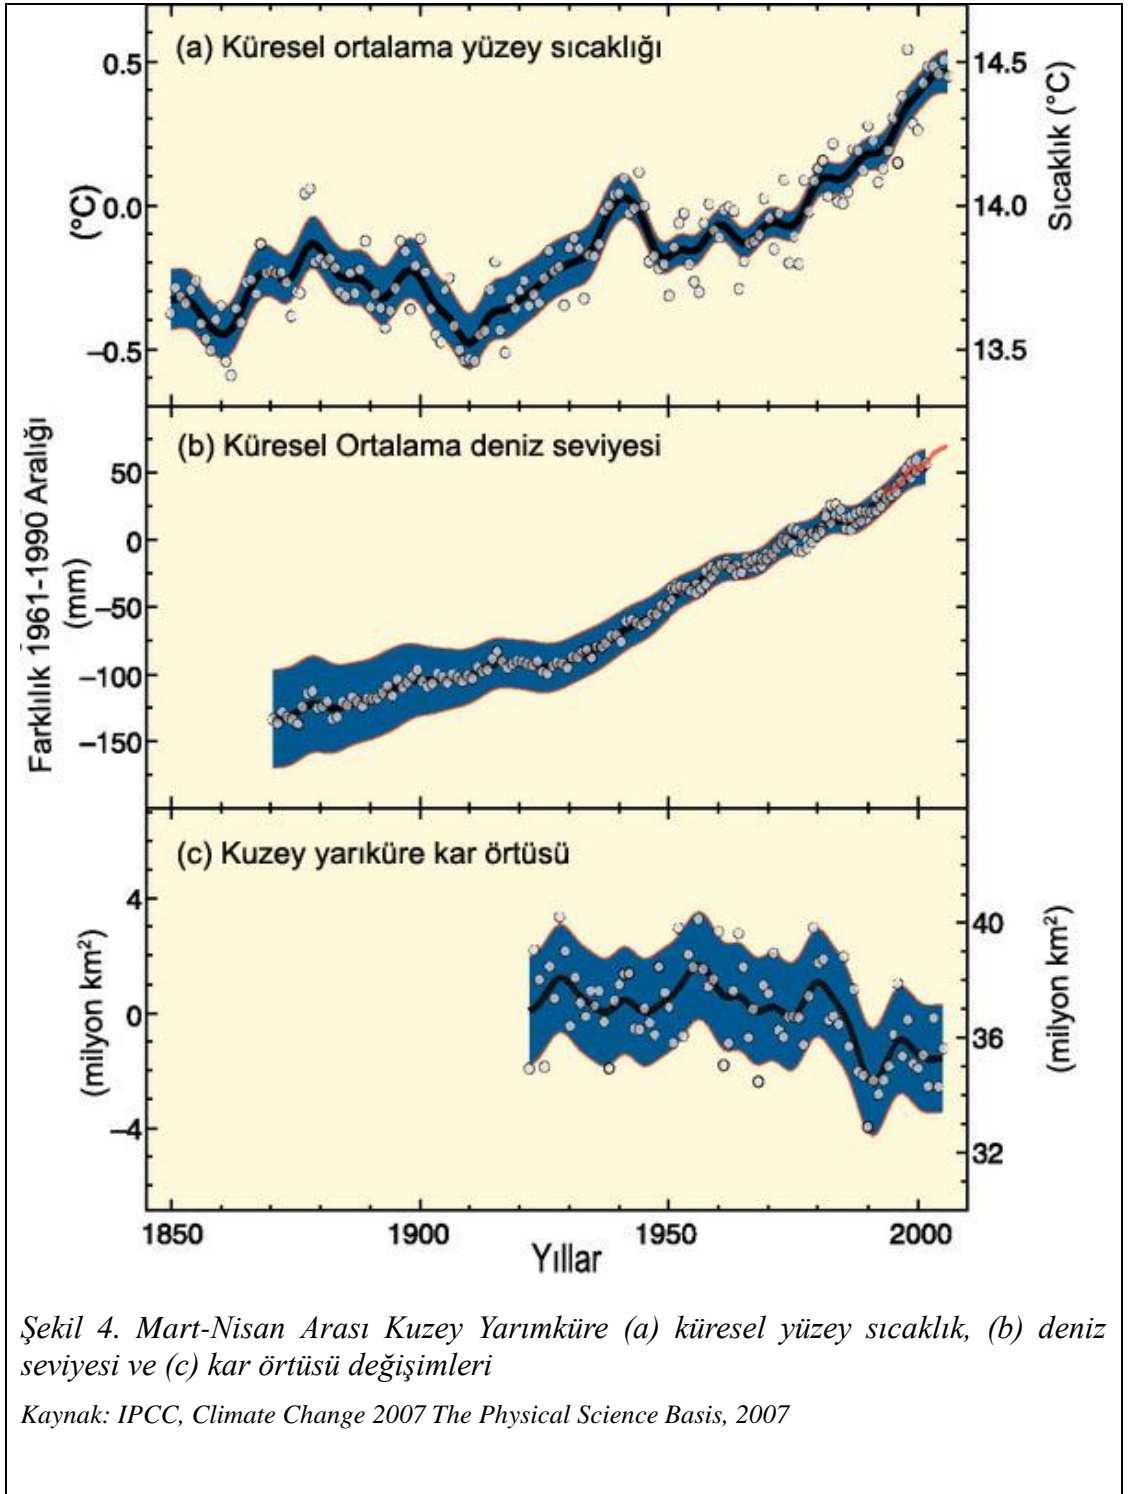 (a) Küresel ortalama yüzey sıcaklığı
0.5
0.0
–0.5
(°C)
14.5
14.0
13.5
Sıcaklık (°C)
Farklılık 1961-1990 Aralığı
(b) Küresel Ortalama deniz seviyesi
50
0
–50
–100
–150
(mm)
(c) Kuzey yarıküre kar örtüsü
4
0
–4
(milyon km²)
40
36
32
(milyon km²)
1850 1900 1950 2000
Yıllar
Şekil 4. Mart-Nisan Arası Kuzey Yarımküre (a) küresel yüzey sıcaklık, (b) deniz
seviyesi ve (c) kar örtüsü değişimleri
Kaynak: IPCC, Climate Change 2007 The Physical Science Basis, 2007